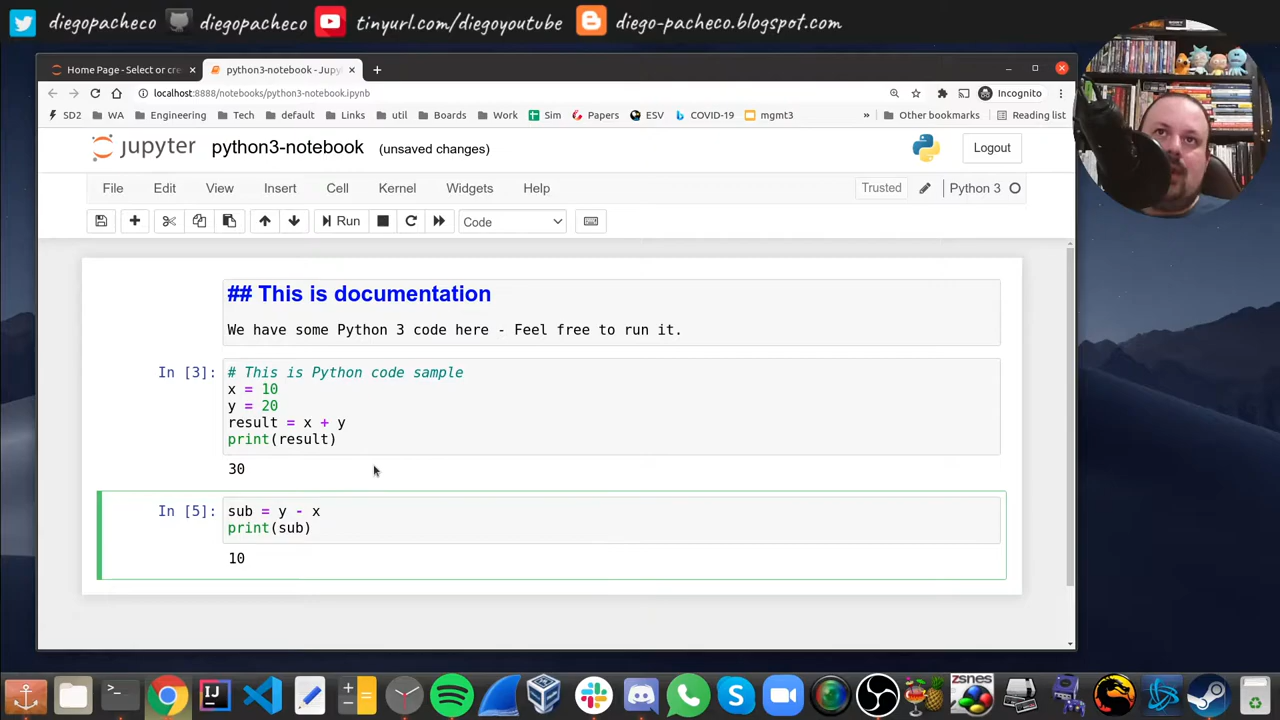 diegopacheco diegopacheco tinyurl.com/diegoyoutube diego-pacheco.blogspot.com
Home Page - Select or cre python3-notebook - Jupy
localhost:8888/notebooks/python3-notebook.ipynb Incognito
SD2 WA Engineering Tech default Links util Boards WOR Sim Papers ESV COVID-19 mgmt3 » Other bookmarks Reading list
jupyter python3-notebook (unsaved changes) Logout
File Edit View Insert Cell Kernel Widgets Help Trusted Python 3
Run Code
## This is documentation
We have some Python 3 code here - Feel free to run it.
In [3]: # This is Python code sample
x = 10
y = 20
result = x + y
print(result)
30
In [5]: sub = y - x
print(sub)
10
zsnes